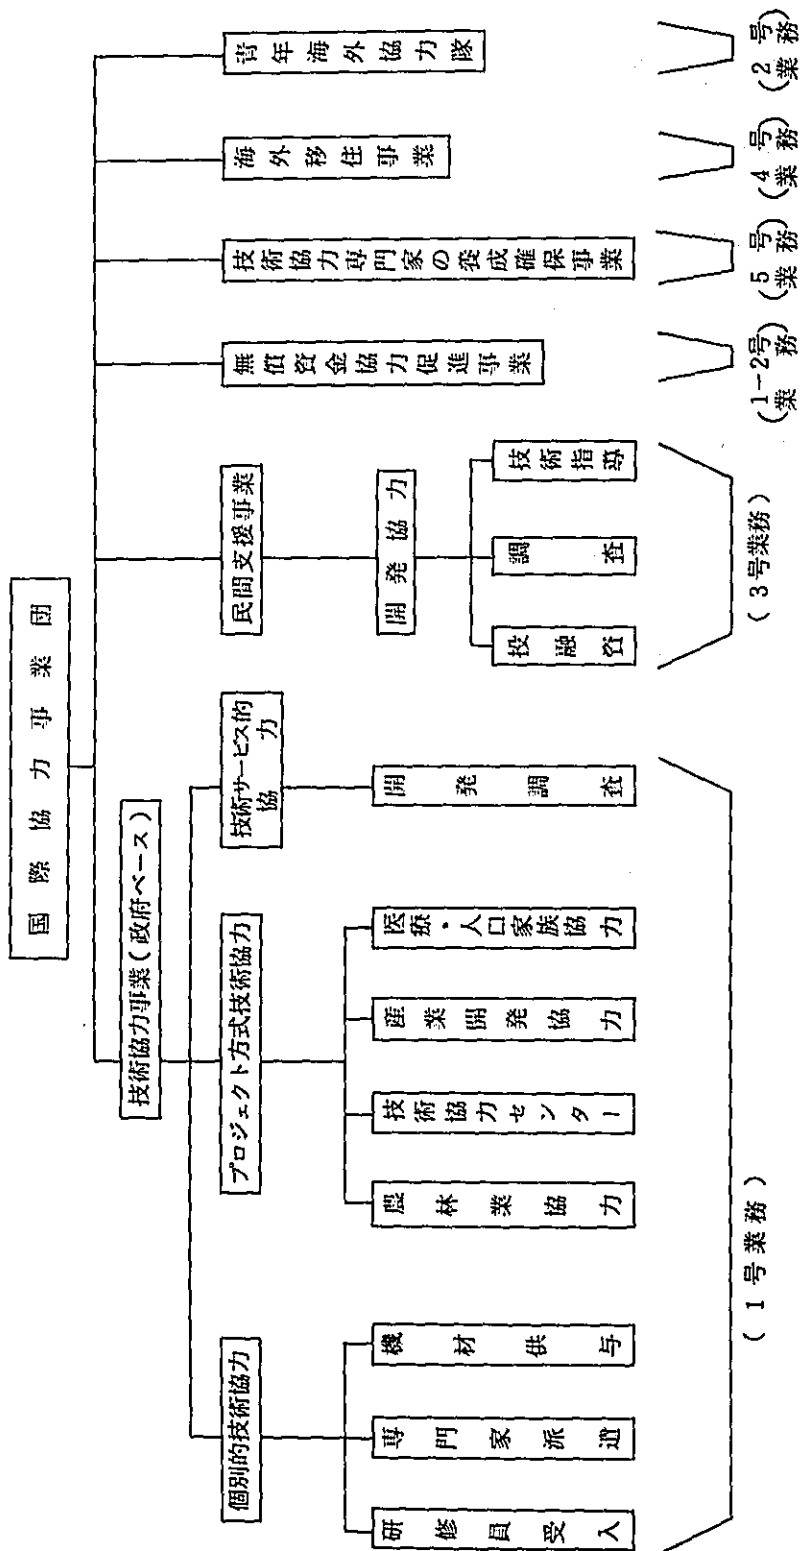 国際協力事業団
技術協力事業(政府ベース)
個別的技術協力
研修員受入
専門家派遣
機材供与
プロジェクト方式技術協力
農林業協力
技術協力センター
産業開発協力
医療・人口家族協力
技術サービス的
協力
開発調査
(1号業務)
民間支援事業
開発協力
投融資
調査
技術指導
(3号業務)
無償資金協力促進事業
(1-2号
業務)
技術協力専門家の養成確保事業
(5号
業務)
海外移住事業
(4号
業務)
青年海外協力隊
(2号
業務)